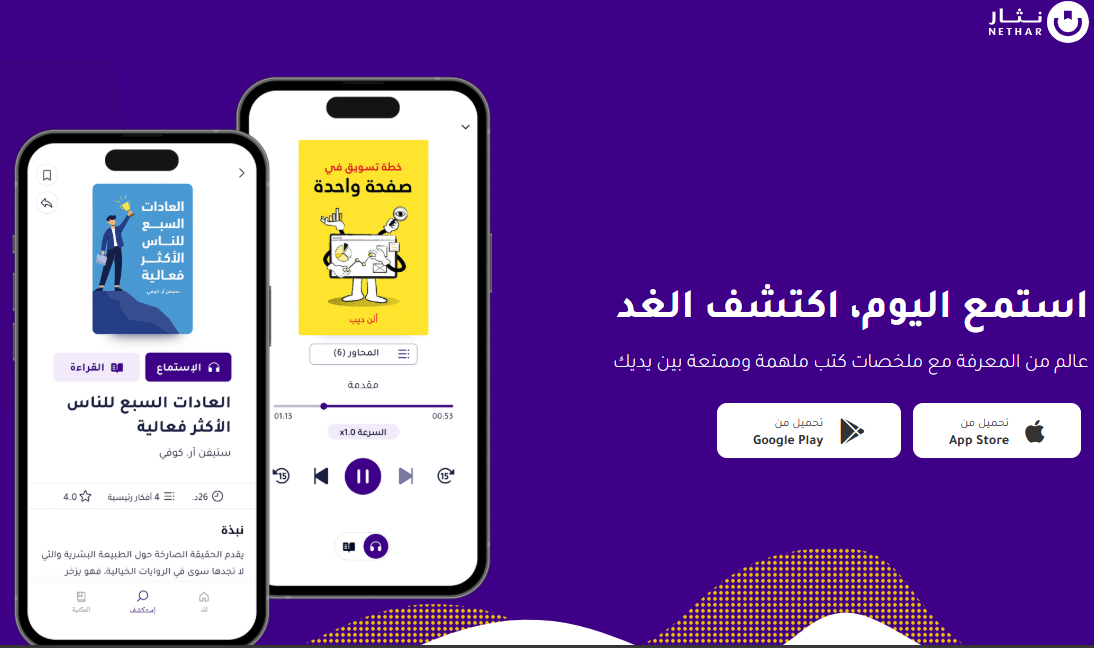 نــثــار
NETHAR
استمع اليوم، اكتشف الغد
عالم من المعرفة مع ملخصات كتب ملهمة وممتعة بين يديك
تحميل من
App Store
تحميل من
Google Play
خطة تسويق في
صفحة واحدة
ألن ديب
المحاور (6)
مقدمة
01:13
00:53
السرعة x1.0
15
15
العادات
السبع
للناس
الأكثر
فعالية
ستيفن آر. كوفي
الإستماع
القراءة
العادات السبع للناس
الأكثر فعالية
ستيفن آر. كوفي
26د.
4 أفكار رئيسية
4.0
نبذة
يقدم الحقيقة الصارخة حول الطبيعة البشرية والتي
لا تجدها سوى في الروايات الخيالية. فهو يزخر
لك
إستكشف
المكتبة